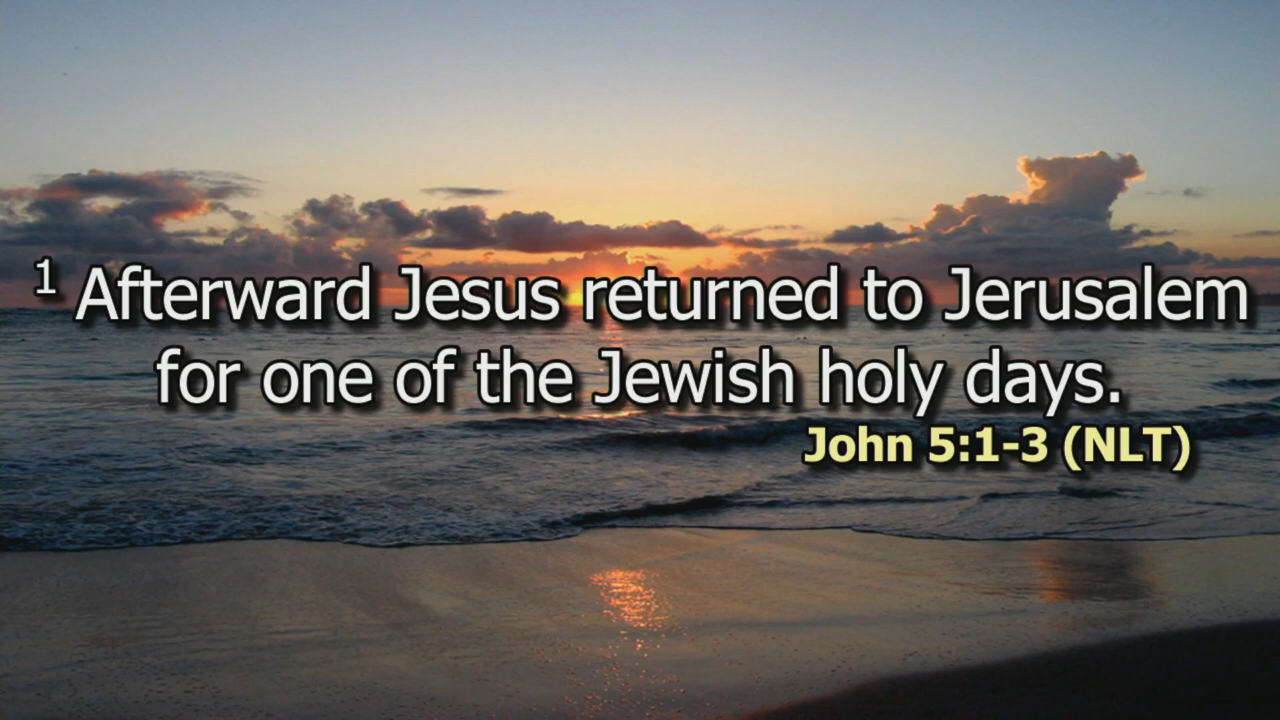 1 Afterward Jesus returned to Jerusalem
for one of the Jewish holy days.
John 5:1-3 (NLT)